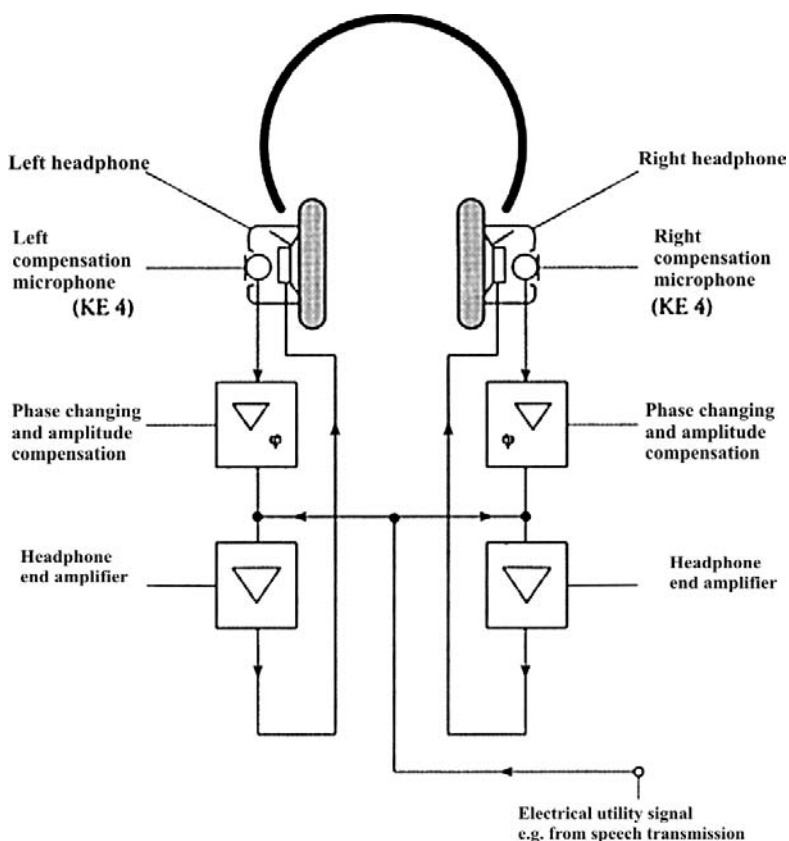 Left headphone
Right headphone
Left
compensation
microphone
(KE 4)
Right
compensation
microphone
(KE 4)
Phase changing
and amplitude
compensation
φ
φ
Phase changing
and amplitude
compensation
Headphone
end amplifier
Headphone
end amplifier
Electrical utility signal
e.g. from speech transmission